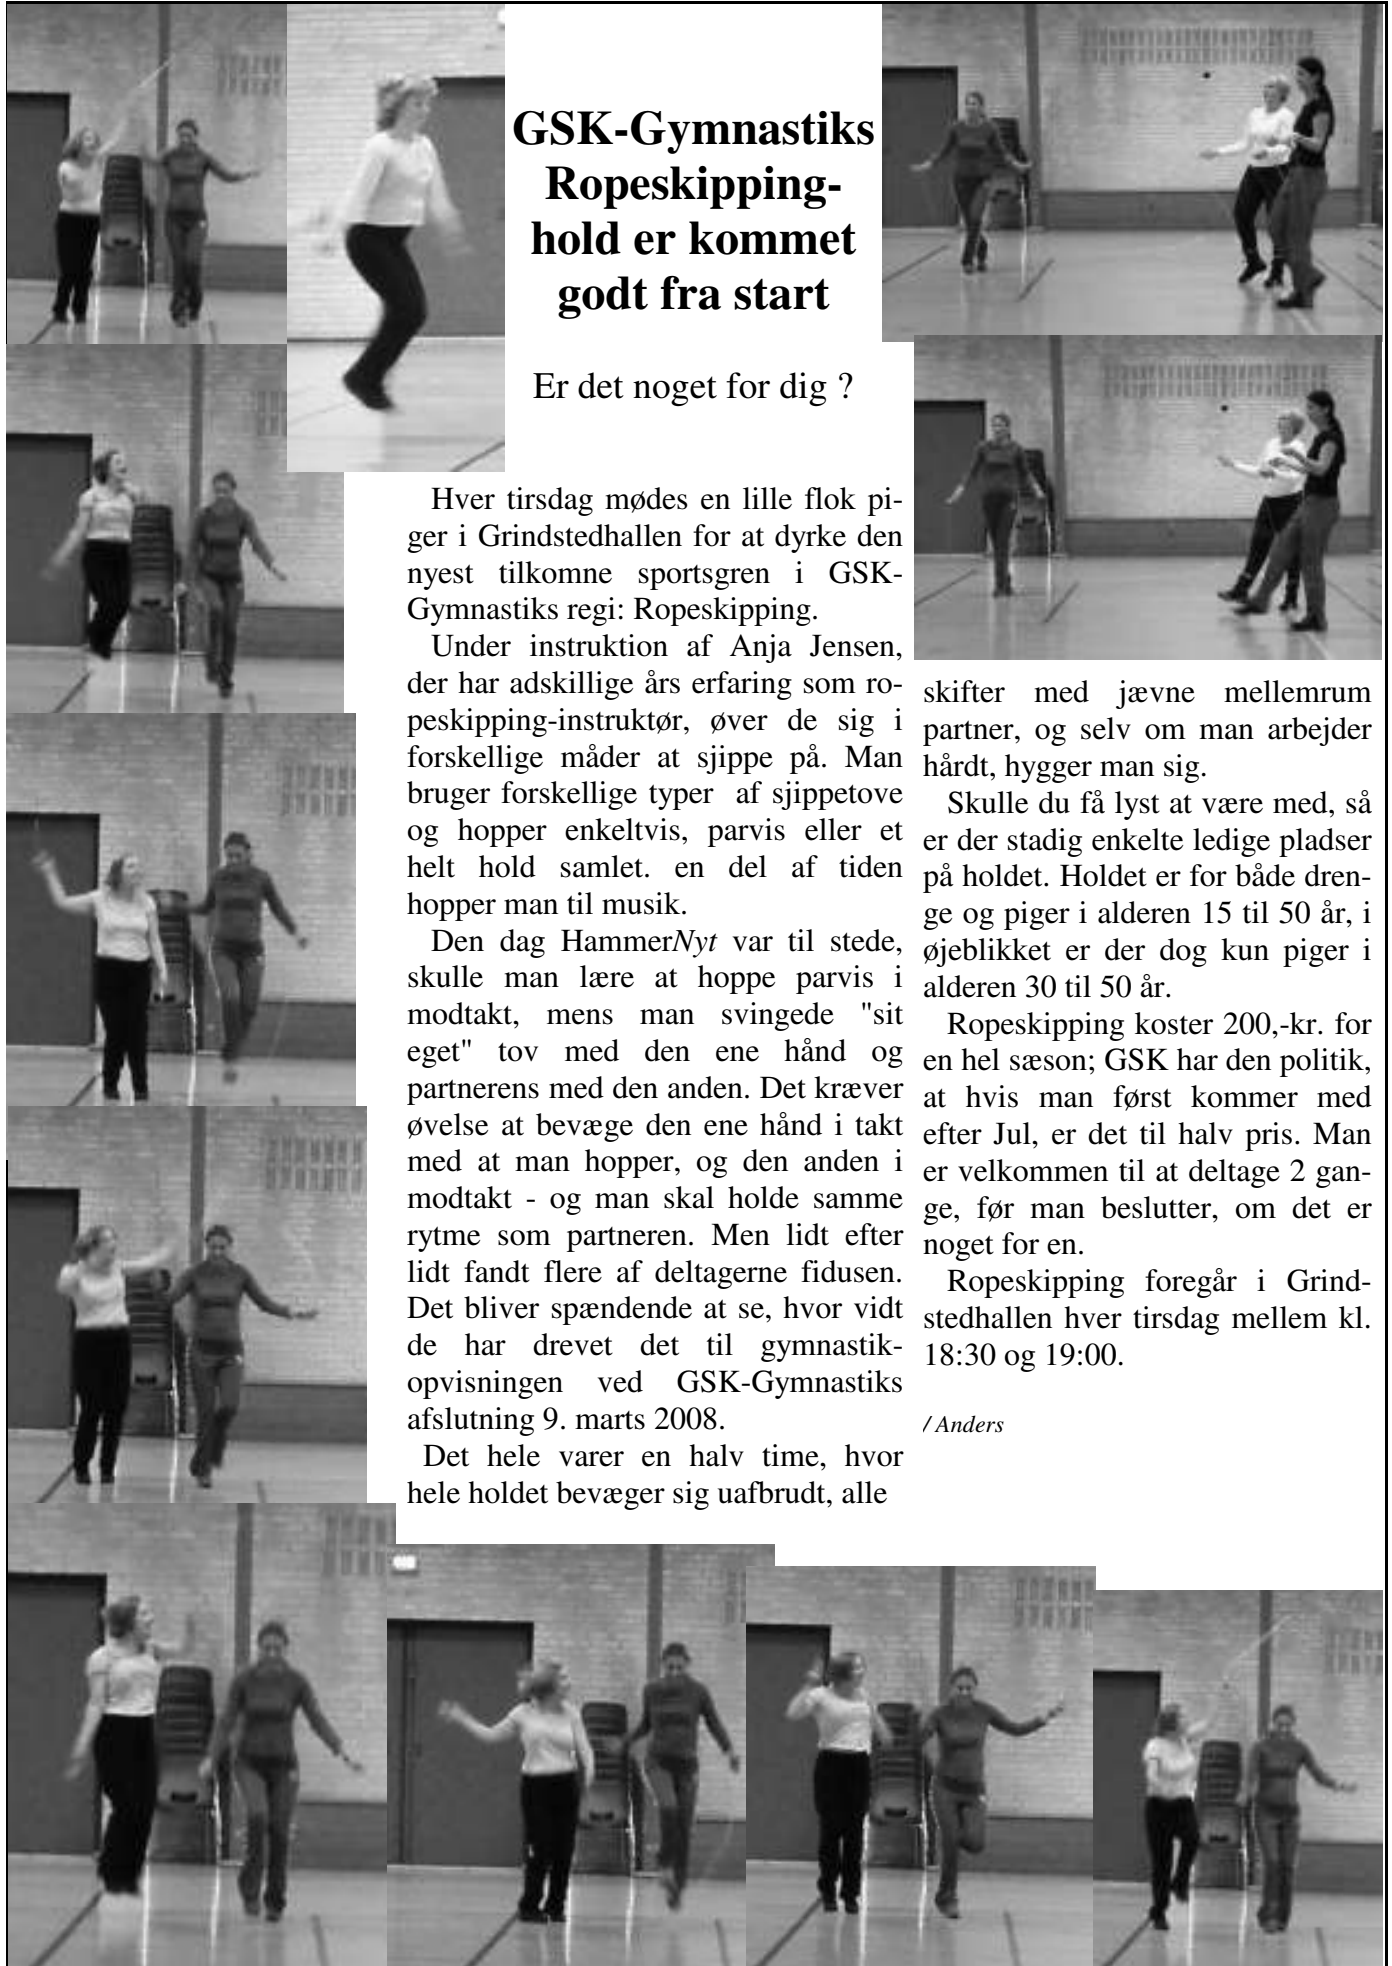 GSK-Gymnastiks
Ropeskipping-
hold er kommet
godt fra start
Er det noget for dig ?
Hver tirsdag mødes en lille flok pi-
ger i Grindstedhallen for at dyrke den
nyest tilkomne sportsgren i GSK-
Gymnastiks regi: Ropeskipping.
Under instruktion af Anja Jensen,
der har adskillige års erfaring som ro-
peskipping-instruktør, øver de sig i
forskellige måder at sjippe på. Man
bruger forskellige typer af sjippetove
og hopper enkeltvis, parvis eller et
helt hold samlet. en del af tiden
hopper man til musik.
Den dag HammerNyt var til stede,
skulle man lære at hoppe parvis i
modtakt, mens man svingede "sit
eget" tov med den ene hånd og
partnerens med den anden. Det kræver
øvelse at bevæge den ene hånd i takt
med at man hopper, og den anden i
modtakt - og man skal holde samme
rytme som partneren. Men lidt efter
lidt fandt flere af deltagerne fidusen.
Det bliver spændende at se, hvor vidt
de har drevet det til gymnastik-
opvisningen ved GSK-Gymnastiks
afslutning 9. marts 2008.
Det hele varer en halv time, hvor
hele holdet bevæger sig uafbrudt, alle
skifter med jævne mellemrum
partner, og selv om man arbejder
hårdt, hygger man sig.
Skulle du få lyst at være med, så
er der stadig enkelte ledige pladser
på holdet. Holdet er for både dren-
ge og piger i alderen 15 til 50 år, i
øjeblikket er der dog kun piger i
alderen 30 til 50 år.
Ropeskipping koster 200,-kr. for
en hel sæson; GSK har den politik,
at hvis man først kommer med
efter Jul, er det til halv pris. Man
er velkommen til at deltage 2 gan-
ge, før man beslutter, om det er
noget for en.
Ropeskipping foregår i Grind-
stedhallen hver tirsdag mellem kl.
18:30 og 19:00.
/ Anders